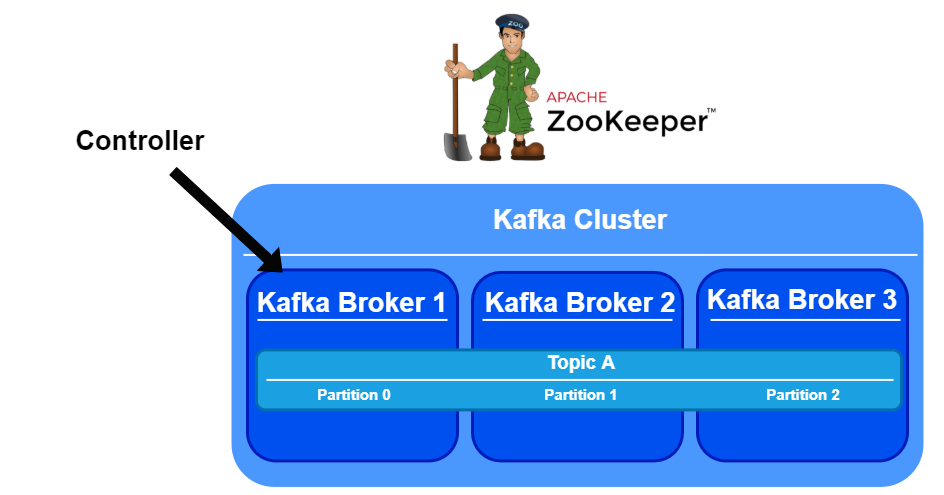 ZOO
APACHE
ZooKeeper™
Controller
Kafka Cluster
Kafka Broker 1
Kafka Broker 2
Kafka Broker 3
Topic A
Partition 0
Partition 1
Partition 2